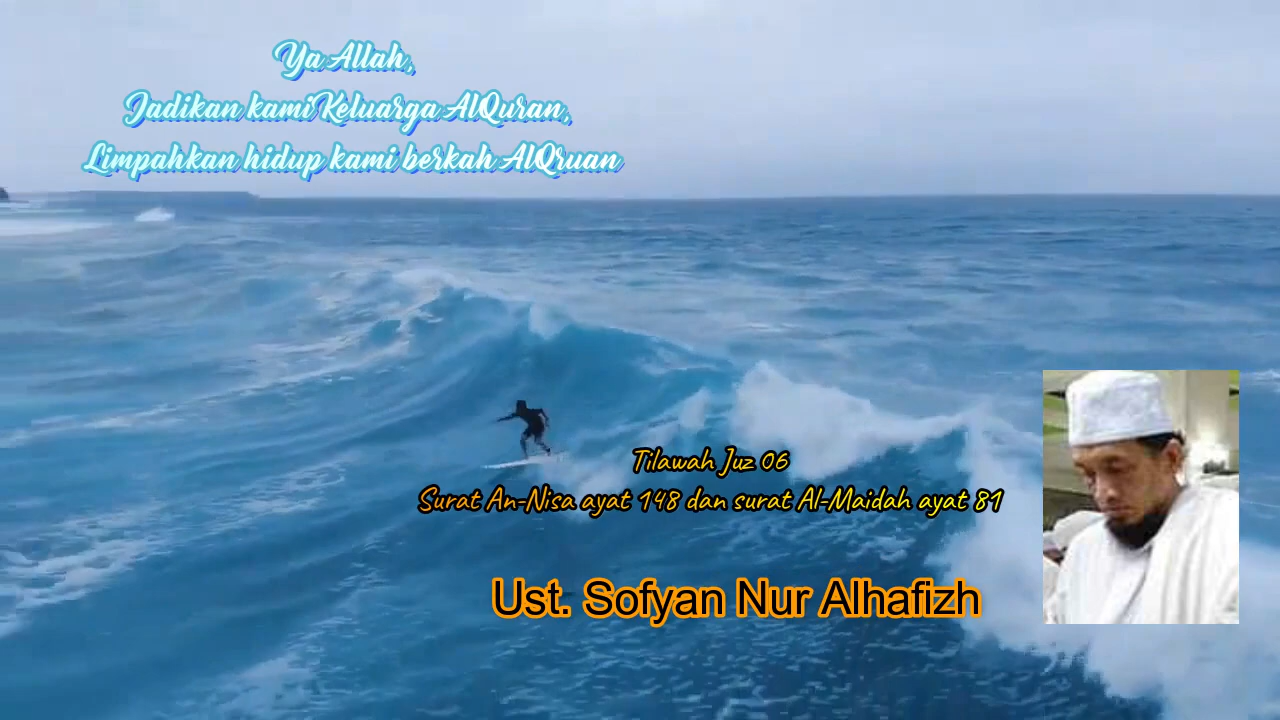 Ya Allah,
Jadikan kami Keluarga AlQuran,
Limpahkan hidup kami berkah AlQruan
Tilawah Juz 06
Surat An-Nisa ayat 148 dan surat Al-Maidah ayat 81
Ust. Sofyan Nur Alhafizh